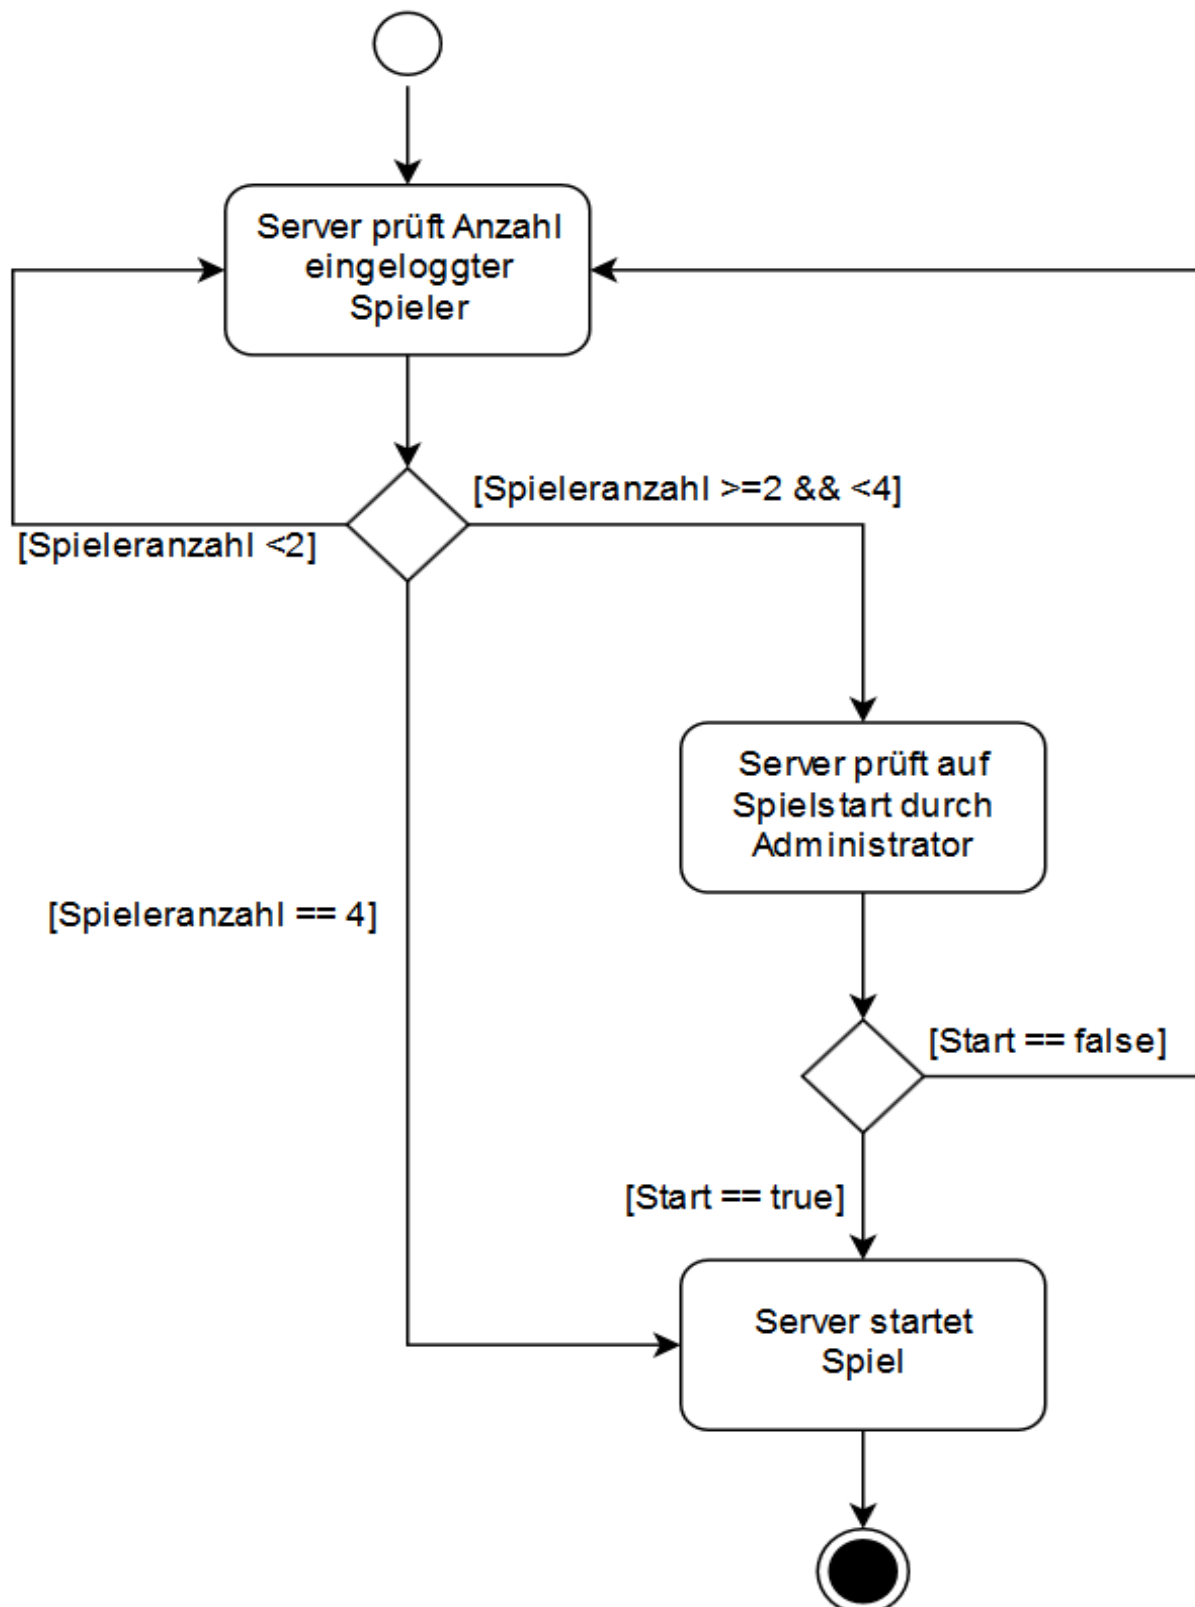 Server prüft Anzahl
eingeloggter
Spieler
[Spieleranzahl >=2 && <4]
[Spieleranzahl <2]
Server prüft auf
Spielstart durch
Administrator
[Spieleranzahl == 4]
[Start == false]
[Start == true]
Server startet
Spiel